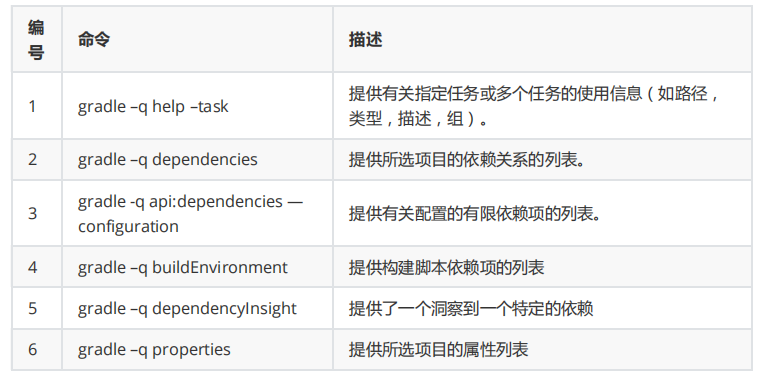 编
号
命令
描述
1
gradle –q help –task
提供有关指定任务或多个任务的使用信息（如路径，
类型，描述，组）。
2
gradle –q dependencies
提供所选项目的依赖关系的列表。
3
gradle -q api:dependencies —
configuration
提供有关配置的有限依赖项的列表。
4
gradle –q buildEnvironment
提供构建脚本依赖项的列表
5
gradle –q dependencyInsight
提供了一个洞察到一个特定的依赖
6
gradle –q properties
提供所选项目的属性列表